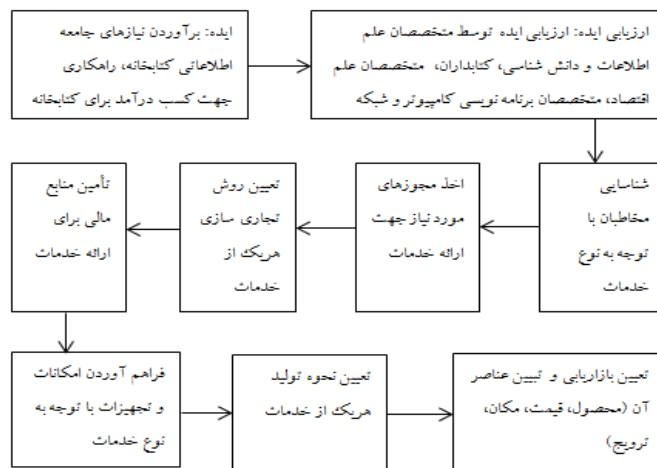 ایده: برآوردن نیازهای جامعه
اطلاعاتی کتابخانه، راهکاری
جهت کسب درآمد برای کتابخانه
ارزیابی ایده: ارزیابی ایده توسط متخصصان علم
اطلاعات و دانش شناسی، کتابداران، متخصصان علم
اقتصاد، متخصصان برنامه نویسی کامپیوتر و شبکه
شناسایی
مخاطبان با
توجه به نوع
خدمات
اخذ مجوزهای
مورد نیاز جهت
ارائه خدمات
تعیین روش
تجاری سازی
هریک از
خدمات
تأمین منابع
مالی برای
ارائه خدمات
فراهم آوردن امکانات
و تجهیزات با توجه به
نوع خدمات
تعیین نحوه تولید
هریک از خدمات
تعیین بازاریابی و تبیین عناصر
آن (محصول، قیمت، مکان،
ترویج)